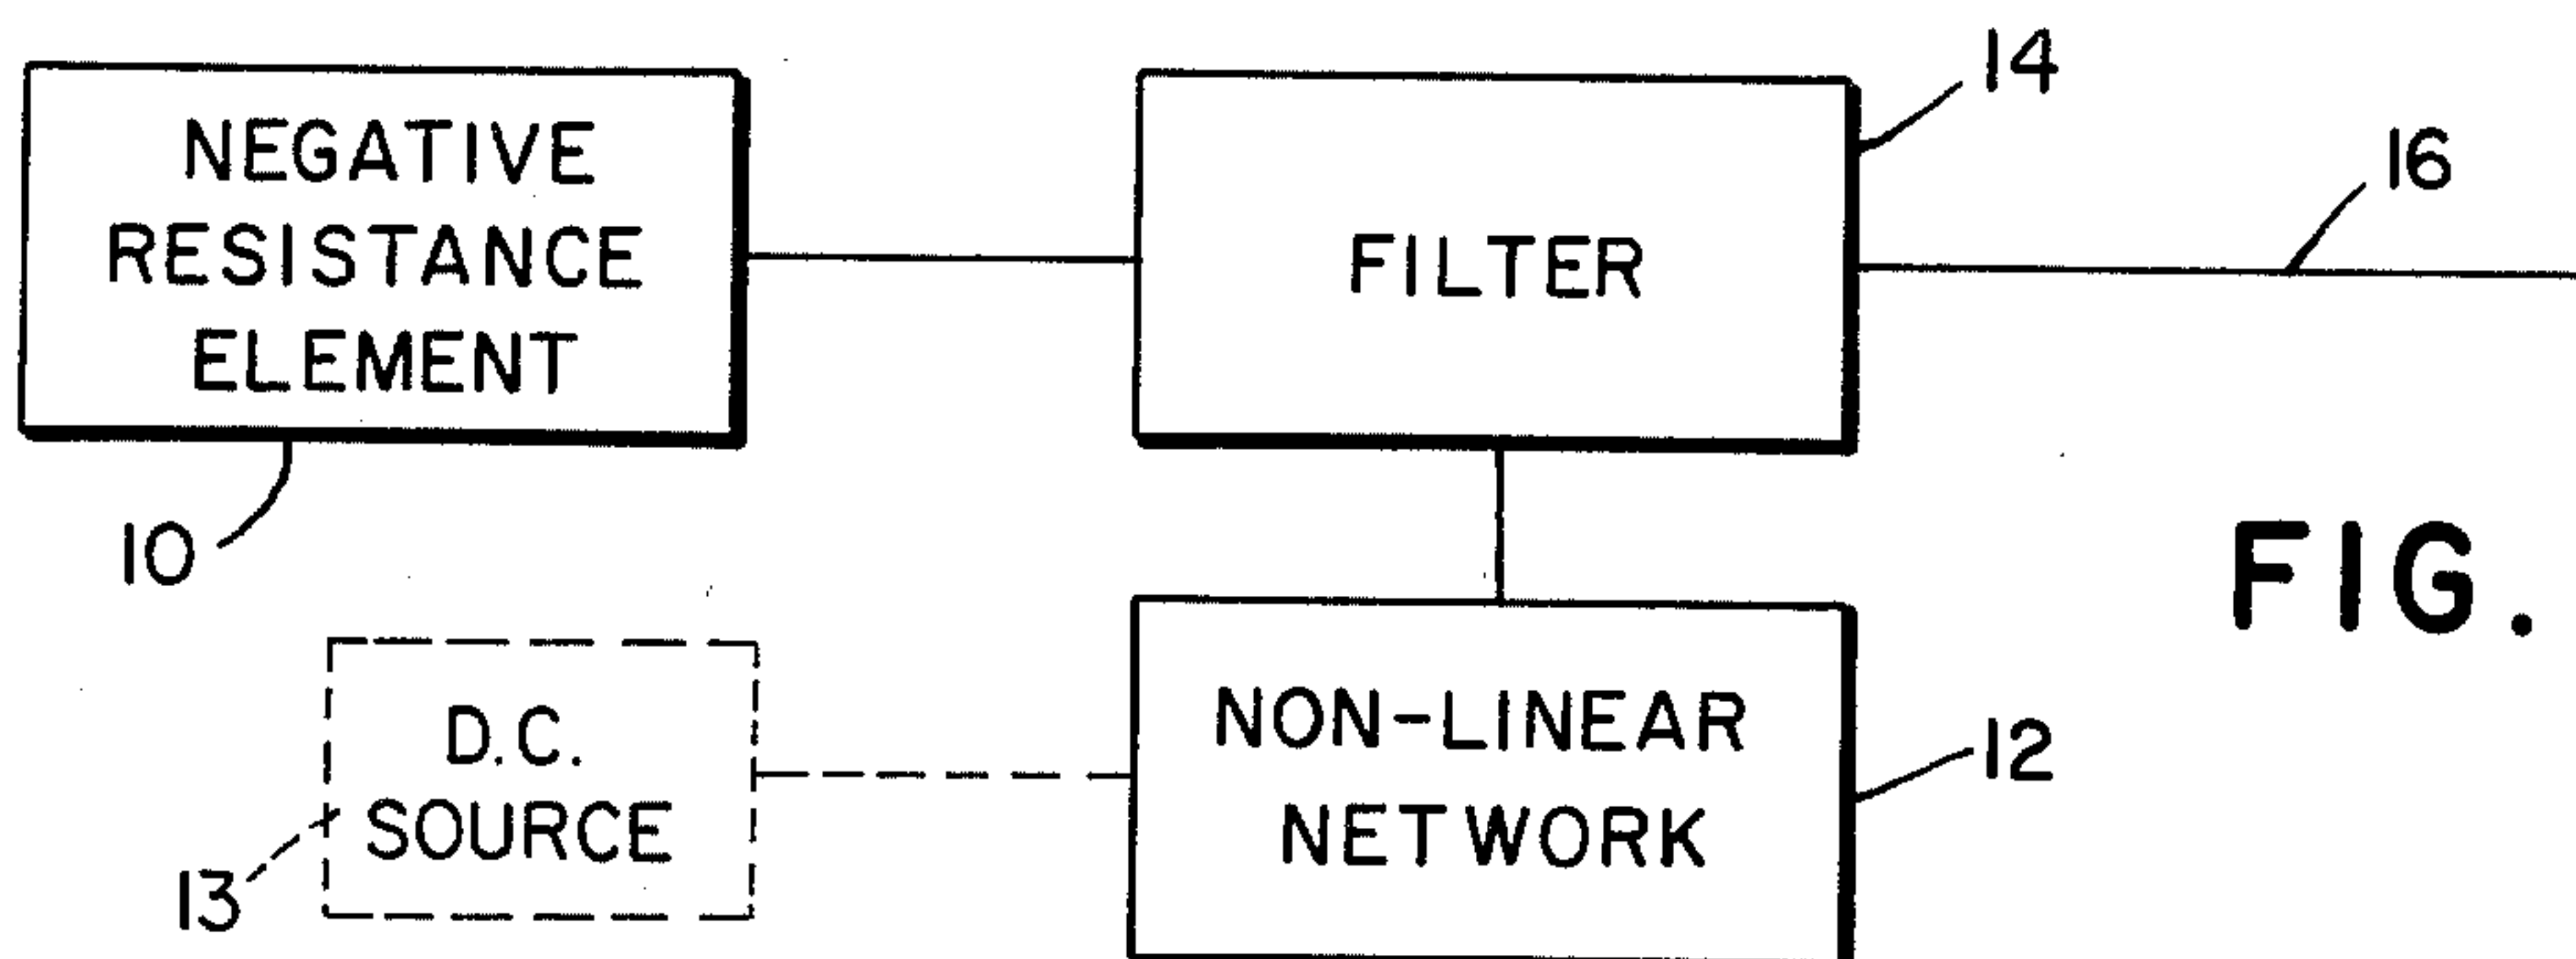 NEGATIVE
RESISTANCE
ELEMENT
10
FILTER
14
16
D.C.
SOURCE
13
NON-LINEAR
NETWORK
12
FIG.